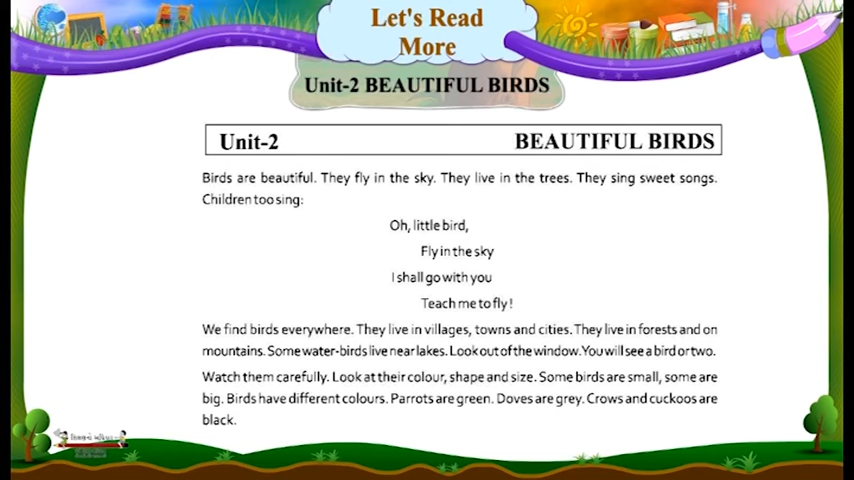 Let's Read
More
Unit-2 BEAUTIFUL BIRDS
Unit-2 BEAUTIFUL BIRDS
Birds are beautiful. They fly in the sky. They live in the trees. They sing sweet songs.
Children too sing:
Oh, little bird,
Fly in the sky
I shall go with you
Teach me to fly!
We find birds everywhere. They live in villages, towns and cities. They live in forests and on
mountains. Some water-birds live near lakes. Look out of the window. You will see a bird or two.
Watch them carefully. Look at their colour, shape and size. Some birds are small, some are
big. Birds have different colours. Parrots are green. Doves are grey. Crows and cuckoos are
black.